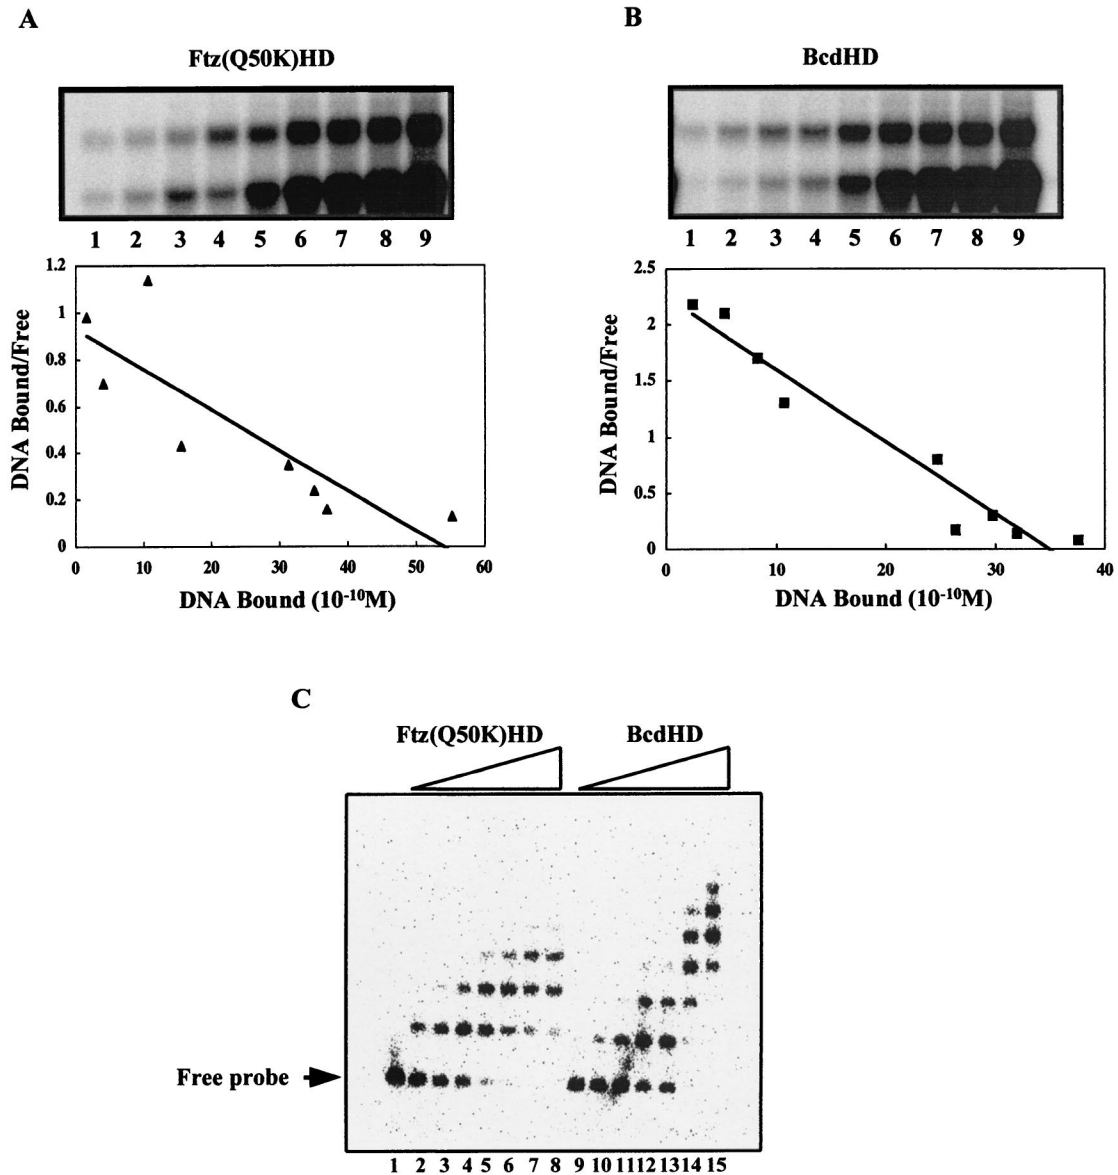 A
Ftz(Q50K)HD
1 2 3 4 5 6 7 8 9
1.2
1
0.8
0.6
0.4
0.2
0
DNA Bound/Free
0 10 20 30 40 50 60
DNA Bound (10⁻¹⁰M)
B
BcdHD
1 2 3 4 5 6 7 8 9
2.5
2
1.5
1
0.5
0
DNA Bound/Free
0 10 20 30 40
DNA Bound (10⁻¹⁰M)
C
Ftz(Q50K)HD BcdHD
Free probe
1 2 3 4 5 6 7 8 9 10 11 12 13 14 15